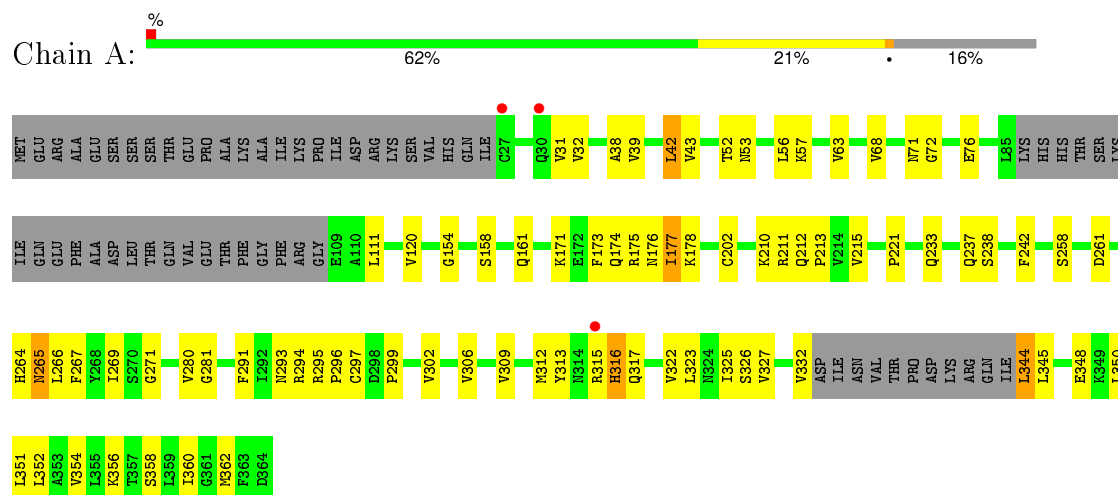 %
Chain A:
62% 21% • 16%
MET GLU ARG ALA GLU SER SER SER THR GLU PRO ALA LYS ALA ILE LYS PRO ILE ASP ARG LYS SER VAL HIS GLN ILE C27 Q30 V31 V32 A38 V39 L42 V43 T52 N53 L56 K57 V63 V68 N71 G72 E76 L85 LYS HIS HIS THR SER LYS
ILE GLN GLU PHE ALA ASP LEU THR GLN VAL GLU THR PHE GLY PHE ARG GLY E109 A110 L111 V120 G154 S158 Q161 K171 E172 F173 Q174 R175 N176 I177 K178 C202 K210 R211 Q212 P213 V214 V215 P221 Q233 Q237 S238 F242 S258 D261
H264 N265 L266 F267 Y268 I269 S270 G271 V280 G281 F291 I292 N293 R294 R295 P296 C297 D298 P299 V302 V306 V309 M312 Y313 N314 R315 H316 Q317 V322 L323 N324 I325 S326 V327 V332 ASP ILE ASN VAL THR PRO ASP LYS ARG GLN ILE L344 L345 E348 K349 L350
L351 L352 A353 V354 L355 K356 T357 S358 L359 I360 G361 M362 F363 D364